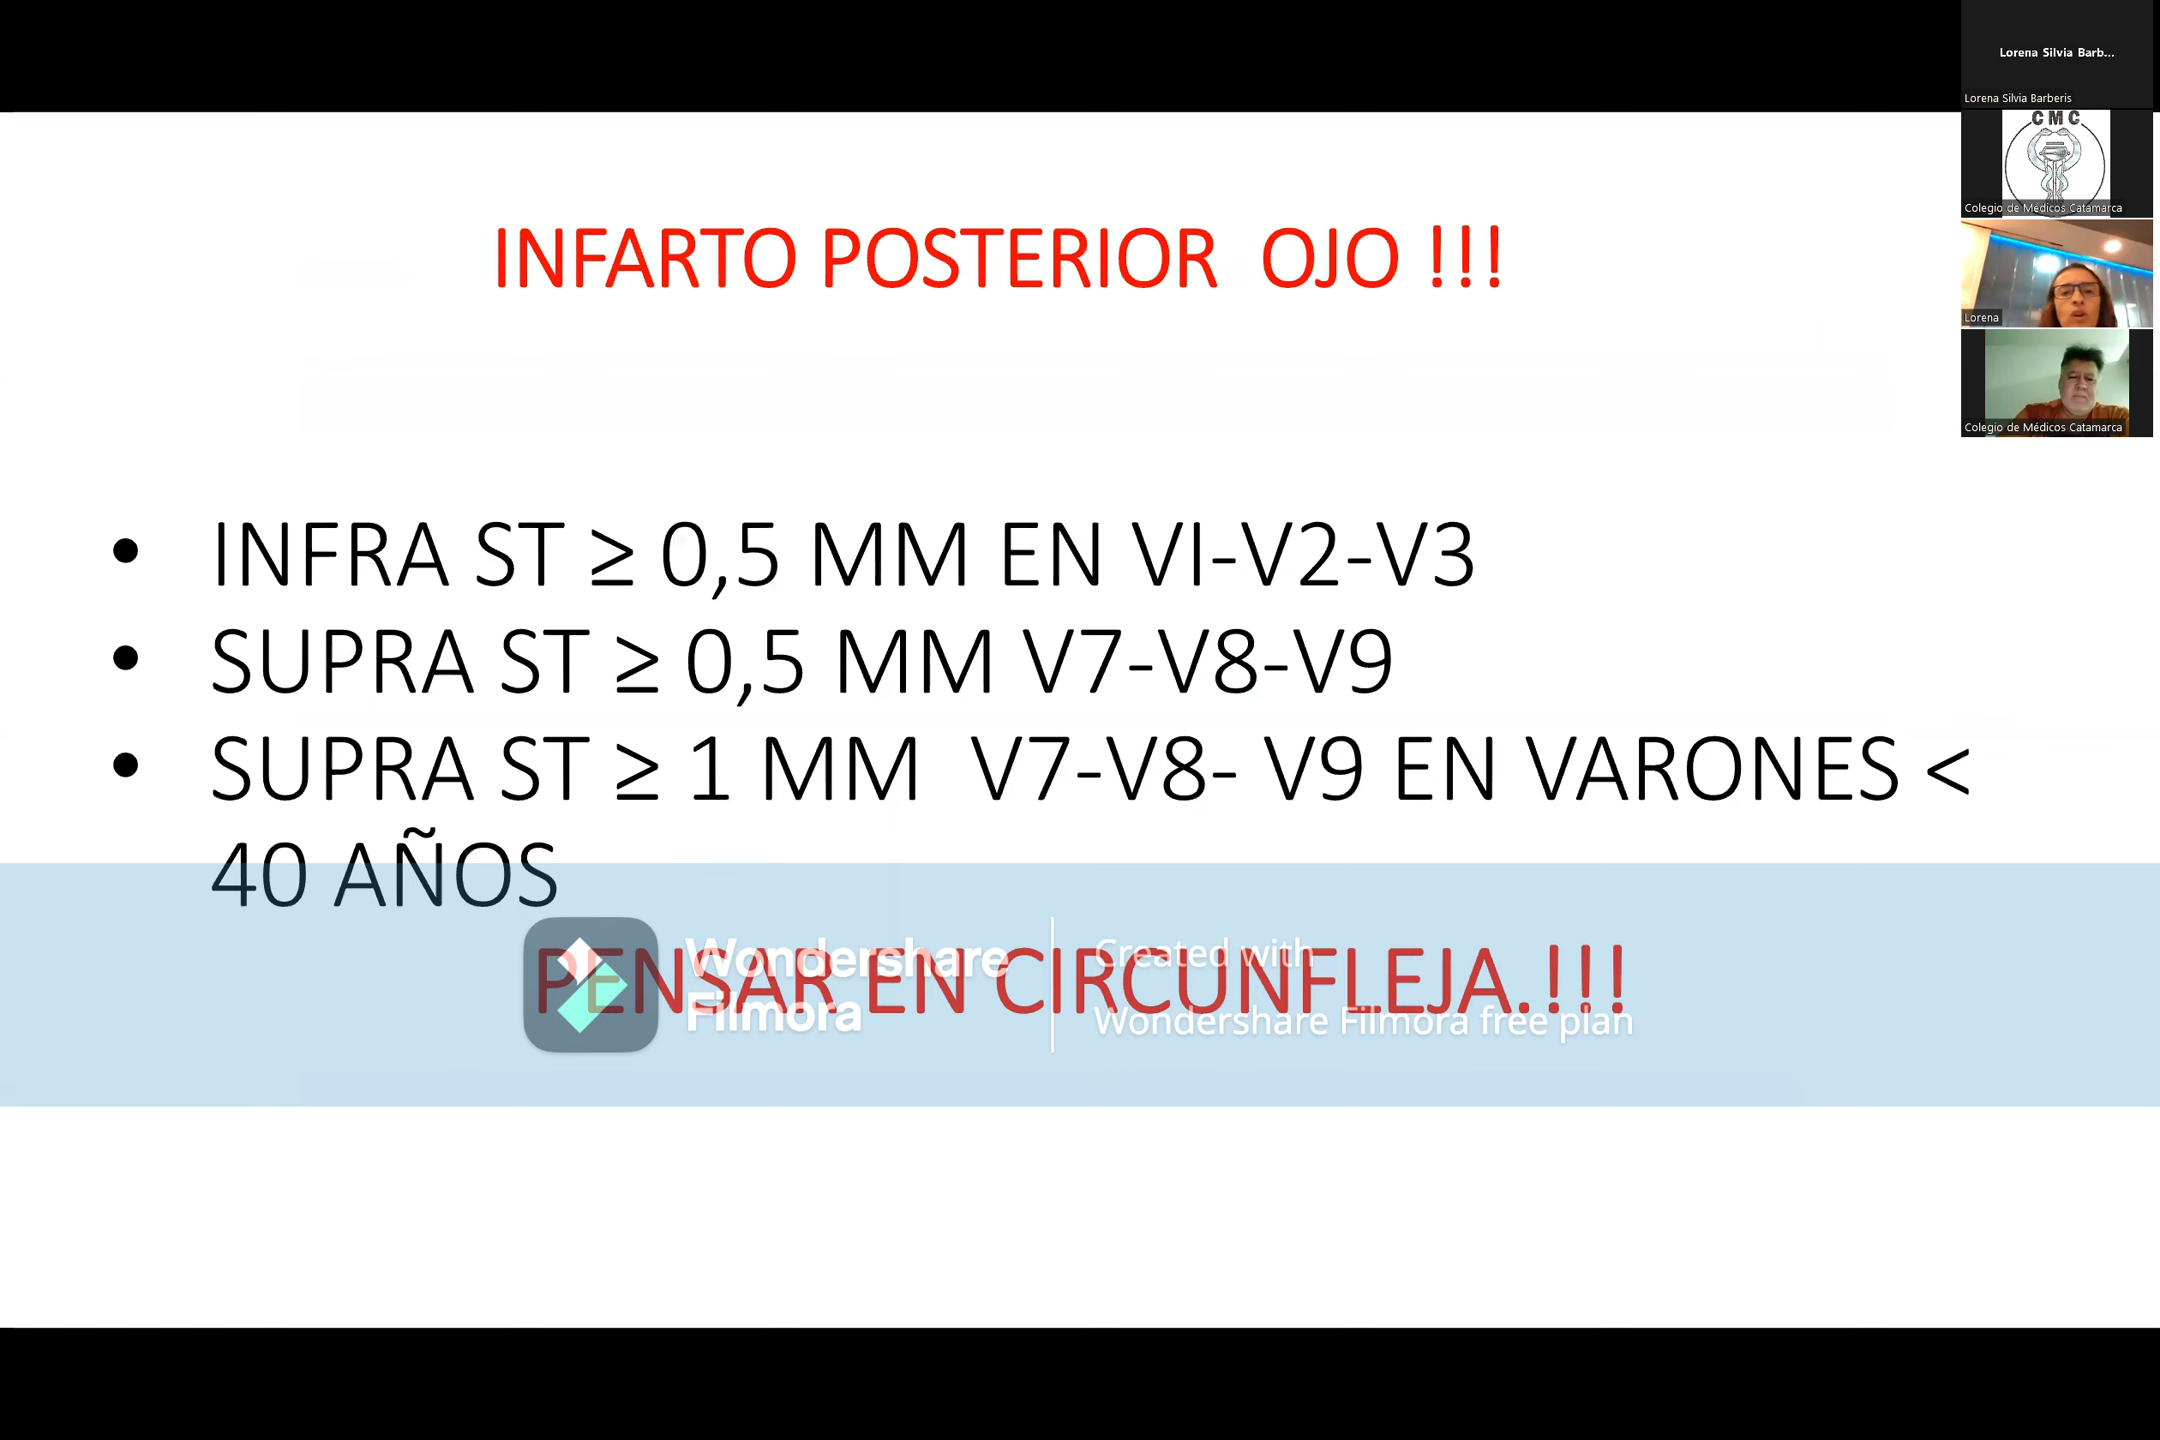 Lorena Silvia Barb...
Lorena Silvia Barberis
CMC
Colegio de Médicos Catamarca
Lorena
Colegio de Médicos Catamarca
INFARTO POSTERIOR OJO !!!
• INFRA ST ≥ 0,5 MM EN VI-V2-V3
• SUPRA ST ≥ 0,5 MM V7-V8-V9
• SUPRA ST ≥ 1 MM V7-V8- V9 EN VARONES <
40 AÑOS
PENSAR EN CIRCUNFLEJA.!!!
Wondershare
Filmora
Created with
Wondershare Filmora free plan